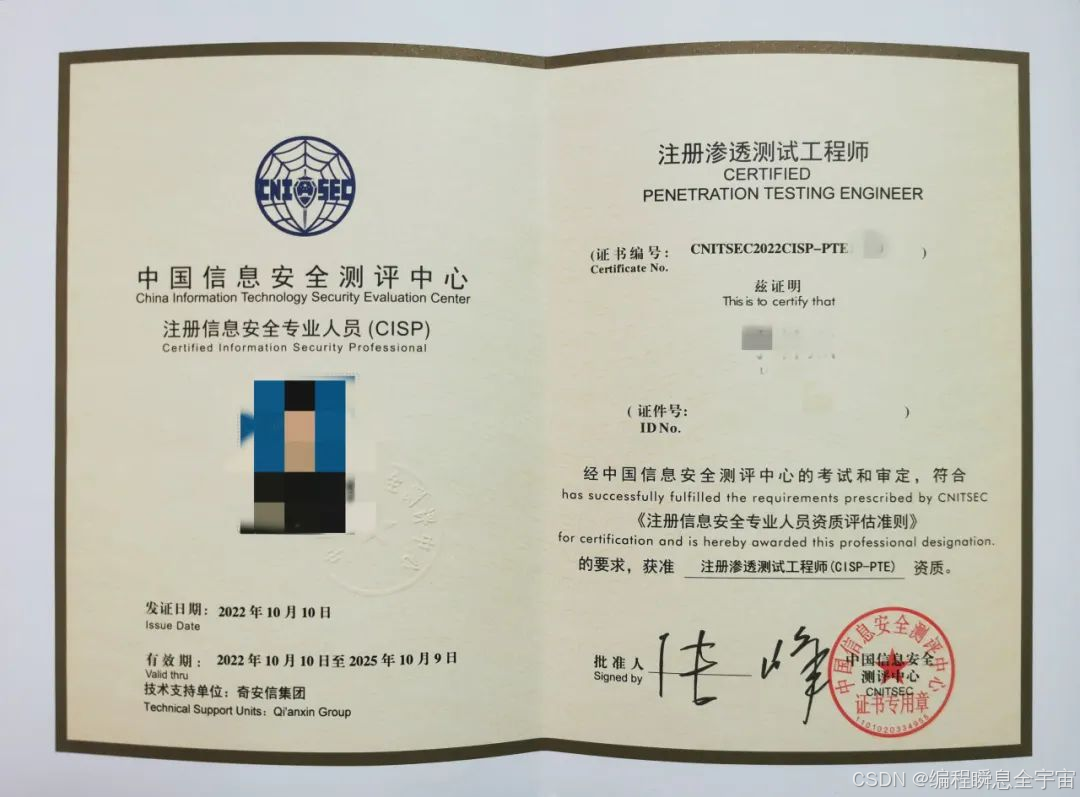 CNITSEC
中国信息安全测评中心
China Information Technology Security Evaluation Center
注册信息安全专业人员(CISP)
Certified Information Security Professional
发证日期：2022 年 10 月 10 日
Issue Date
有效期：2022 年 10 月 10 日至 2025 年 10 月 9 日
Valid thru
技术支持单位：奇安信集团
Technical Support Units：Qi'anxin Group
注册渗透测试工程师
CERTIFIED
PENETRATION TESTING ENGINEER
(证书编号：CNITSEC2022CISP-PTE )
Certificate No.
兹证明
This is to certify that
(证件号： )
ID No.
经中国信息安全测评中心的考试和审定，符合
has successfully fulfilled the requirements prescribed by CNITSEC
《注册信息安全专业人员资质评估准则》
for certification and is hereby awarded this professional designation.
的要求，获准 注册渗透测试工程师(CISP-PTE) 资质。
批准人
Signed by
中国信息安全测评中心
中国信息安全
测评中心
CNITSEC
证书专用章
1101020334955
CSDN @编程瞬息全宇宙